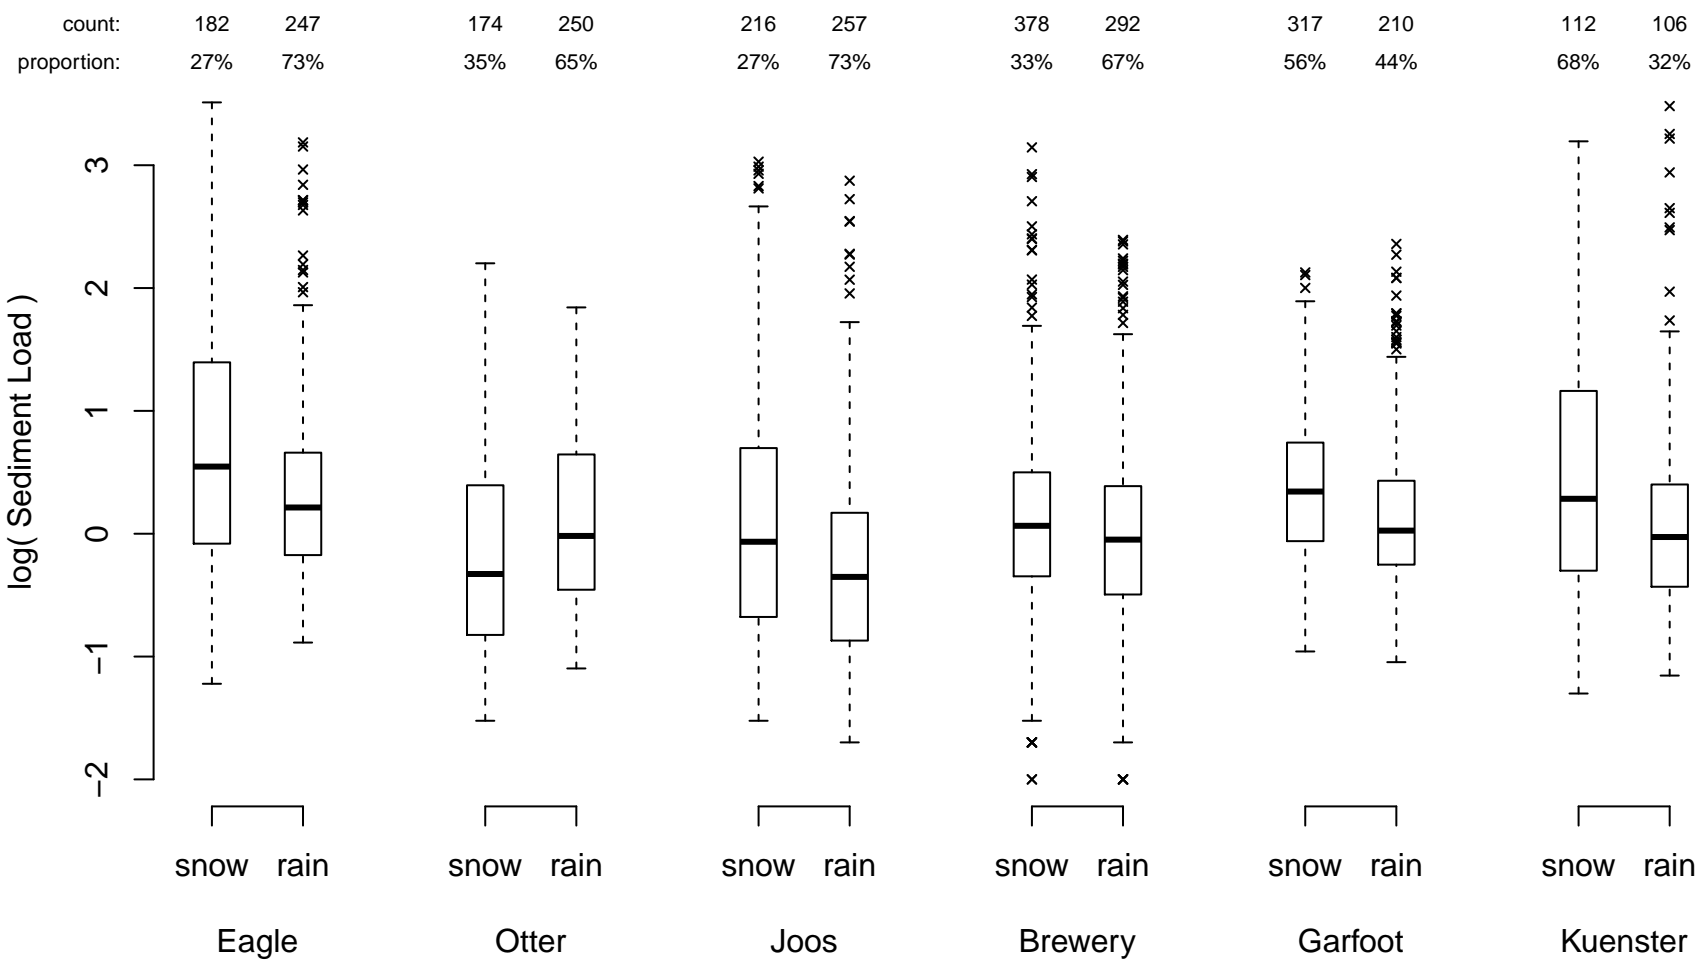 count: 182 247 174 250 216 257 378 292 317 210 112 106
proportion: 27% 73% 35% 65% 27% 73% 33% 67% 56% 44% 68% 32%
log( Sediment Load )
3
2
1
0
−1
−2
snow rain snow rain snow rain snow rain snow rain snow rain
Eagle Otter Joos Brewery Garfoot Kuenster